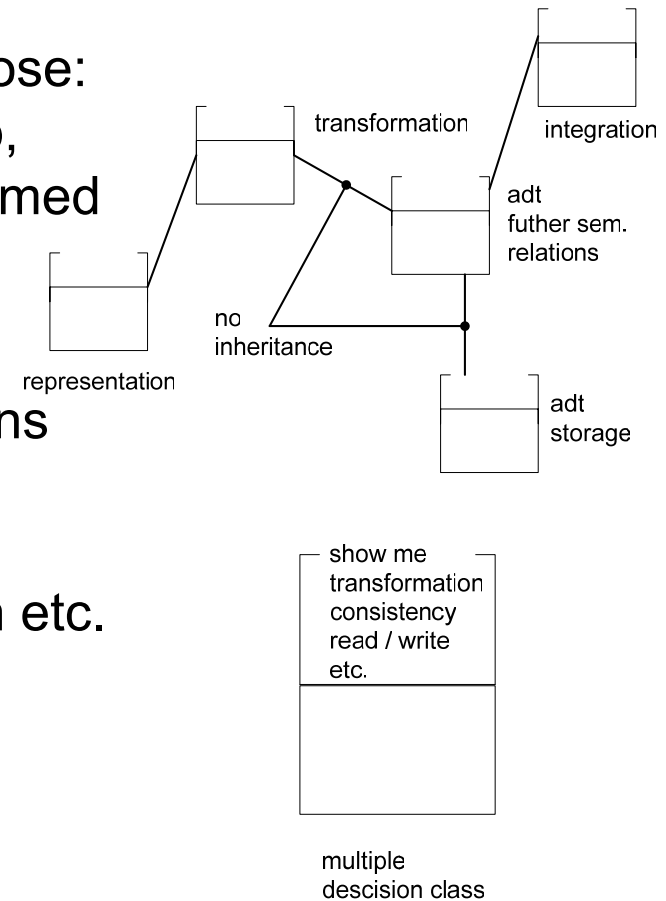 ose:
transformation
integration
med
adt
futher sem.
relations
no
inheritance
representation
ns
adt
storage
show me
transformation
consistency
read / write
etc.
etc.
multiple
descision class